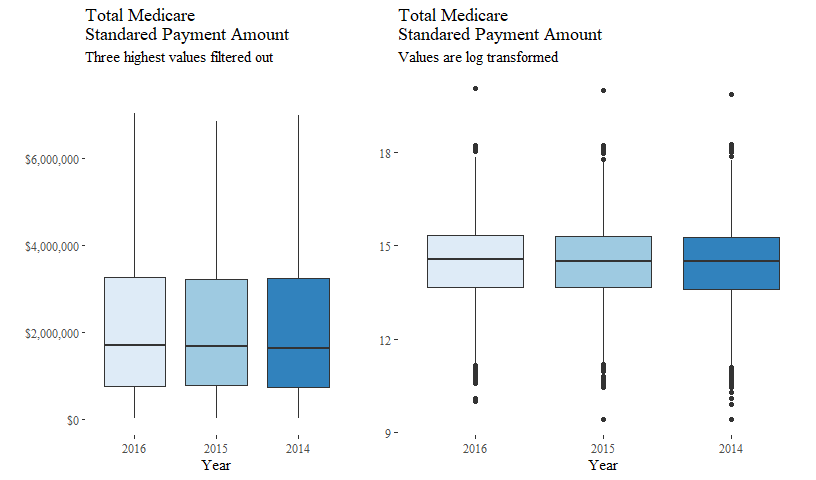 Total Medicare
Standared Payment Amount
Three highest values filtered out
$6,000,000
$4,000,000
$2,000,000
$0
2016 2015 2014
Year
Total Medicare
Standared Payment Amount
Values are log transformed
18
15
12
9
2016 2015 2014
Year